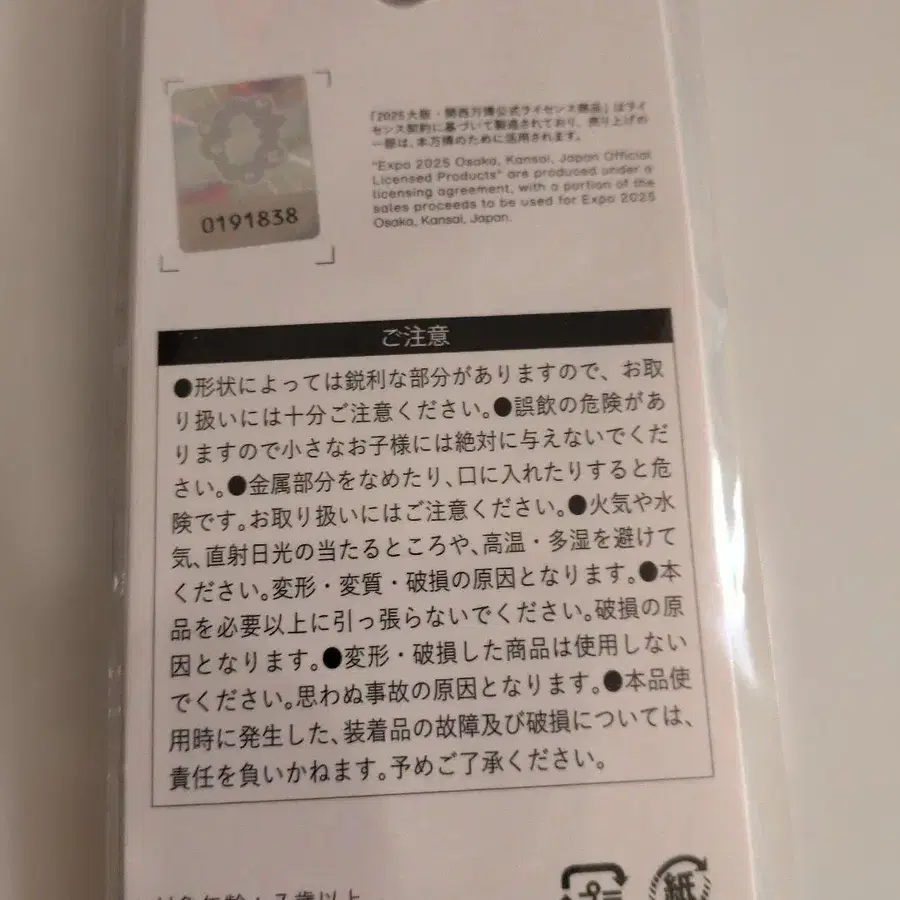 0191838
「2025大阪・関西万博公式ライセンス商品」はライ
センス契約に基づいて製造されており、売り上げの
一部は、本万博のために活用されます。
"Expo 2025 Osaka, Kansai, Japan Official
Licensed Products" are produced under a
licensing agreement, with a portion of the
sales proceeds to be used for Expo 2025
Osaka, Kansai, Japan.
ご注意
●形状によっては鋭利な部分がありますので、お取
り扱いには十分ご注意ください。●誤飲の危険があ
りますので小さなお子様には絶対に与えないでくだ
さい。●金属部分をなめたり、口に入れたりすると危
険です。お取り扱いにはご注意ください。●火気や水
気、直射日光の当たるところや、高温・多湿を避けて
ください。変形・変質・破損の原因となります。●本
品を必要以上に引っ張らないでください。破損の原
因となります。●変形・破損した商品は使用しない
でください。思わぬ事故の原因となります。●本品使
用時に発生した、装着品の故障及び破損については、
責任を負いかねます。予めご了承ください。
対象年齢：7歳以上
プ
紙